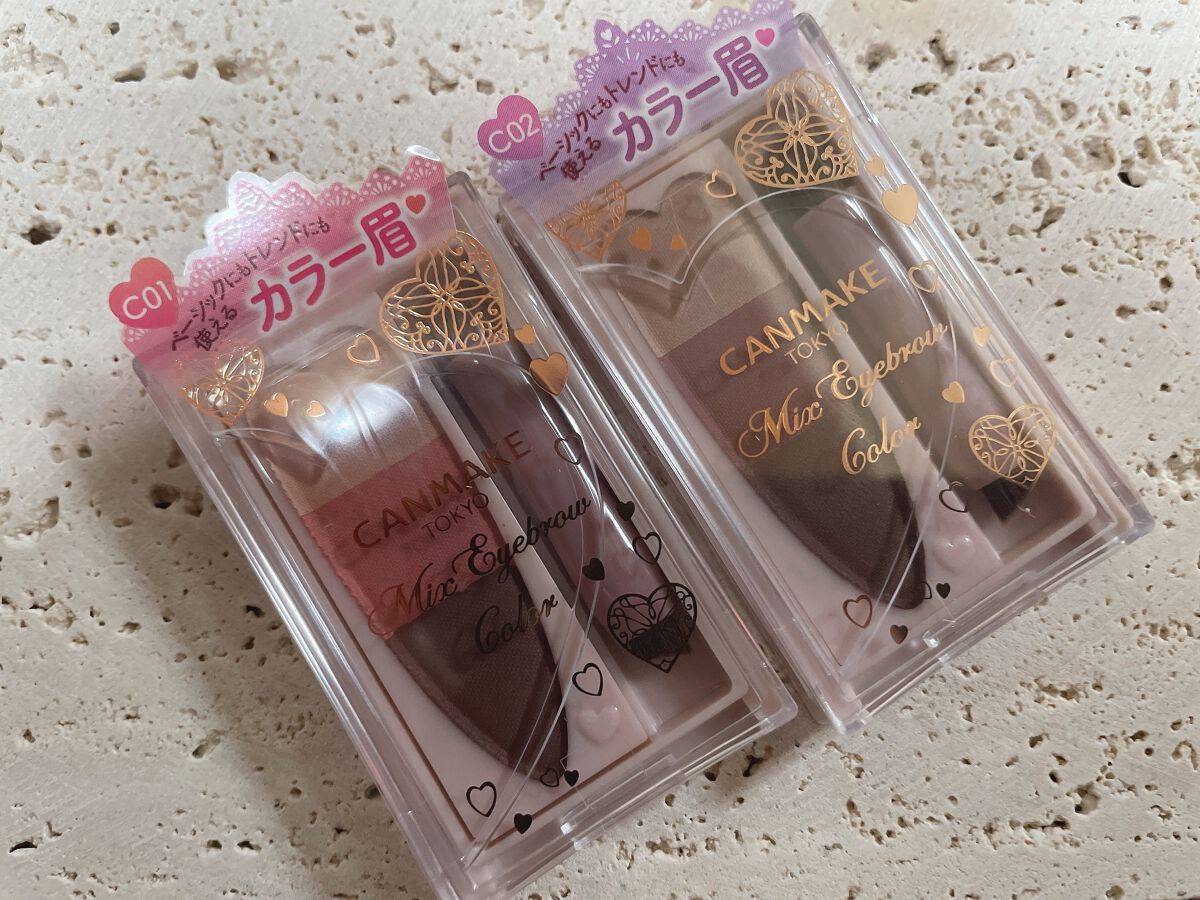 C01
ベーシックにもトレンドにも
使える
カラー眉
CANMAKE
TOKYO
Mix Eyebrow
Color
C02
ベーシックにもトレンドにも
使える
カラー眉
CANMAKE
TOKYO
Mix Eyebrow
Color